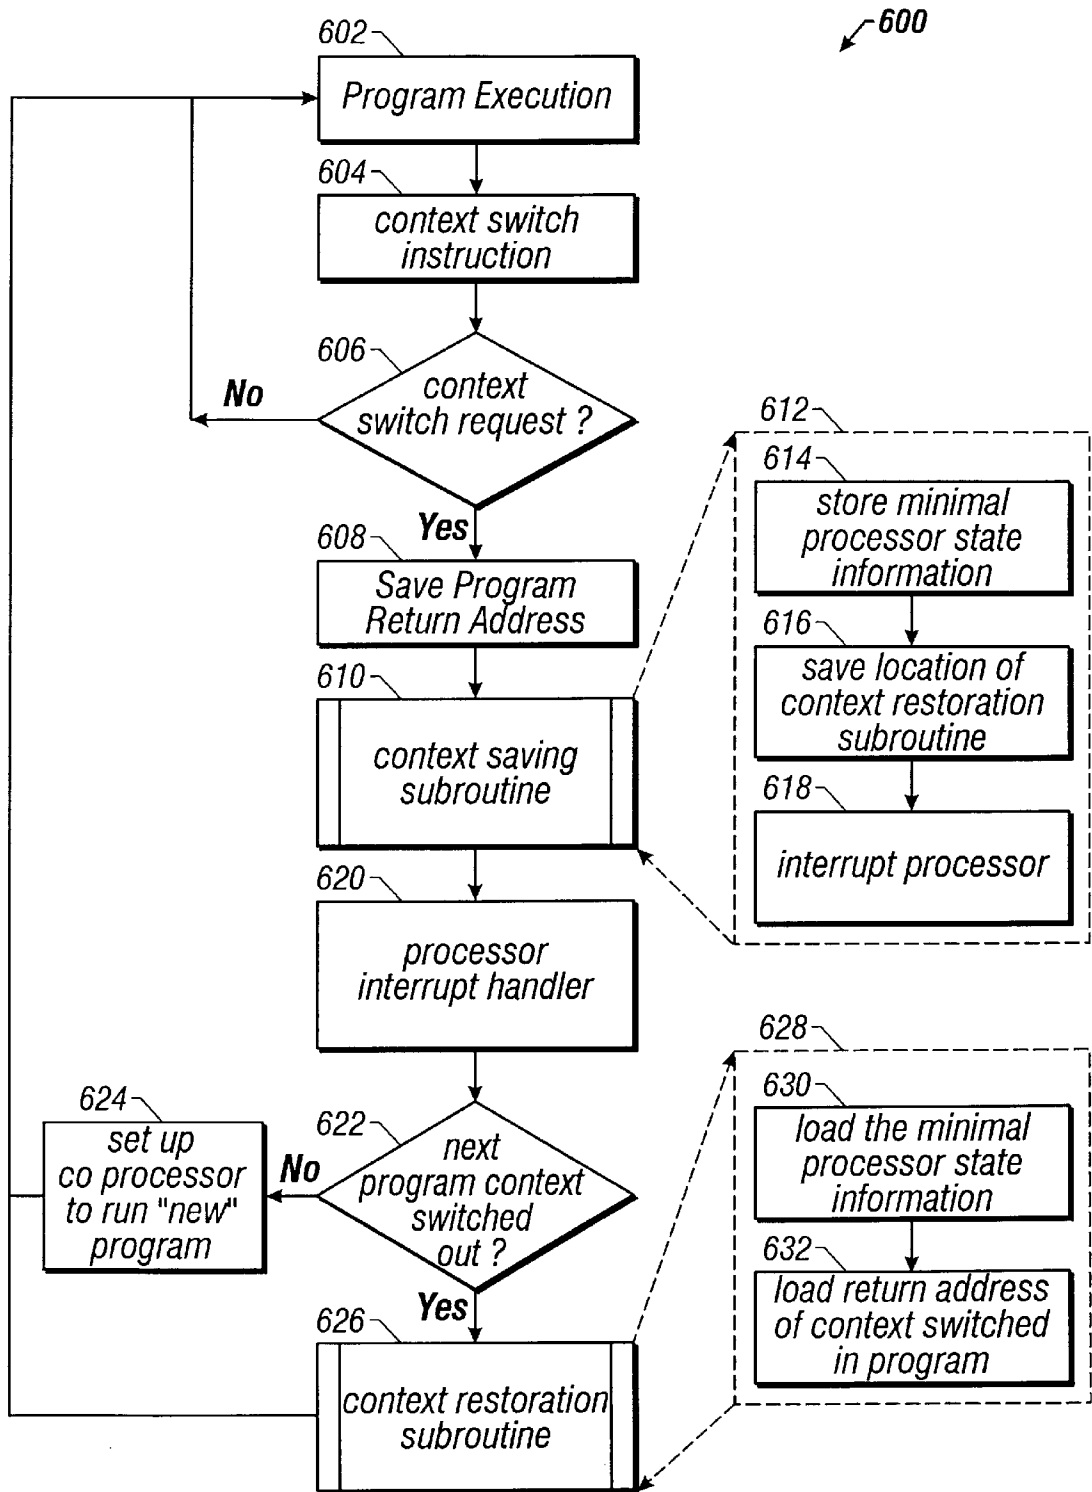 600
602
Program Execution
604
context switch
instruction
606
context
switch request ?
No
Yes
608
Save Program
Return Address
610
context saving
subroutine
612
614
store minimal
processor state
information
616
save location of
context restoration
subroutine
618
interrupt processor
620
processor
interrupt handler
622
next
program context
switched
out ?
No
624
set up
co processor
to run "new"
program
Yes
626
context restoration
subroutine
628
630
load the minimal
processor state
information
632
load return address
of context switched
in program